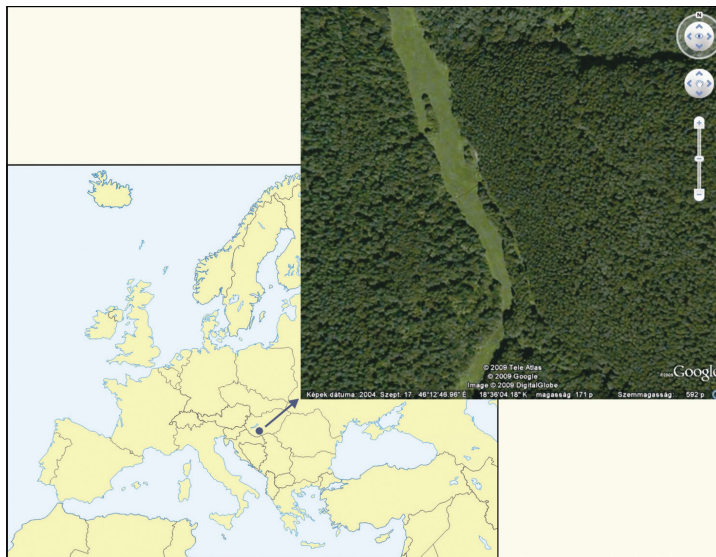 N
© 2009 Tele Atlas
© 2009 Google
Image © 2009 DigitalGlobe
©2009 Google
Képek dátuma: 2004. Szept. 17. 46°12'46.96" É 18°36'04.18" K magasság 171 p Szemmagasság 592 p